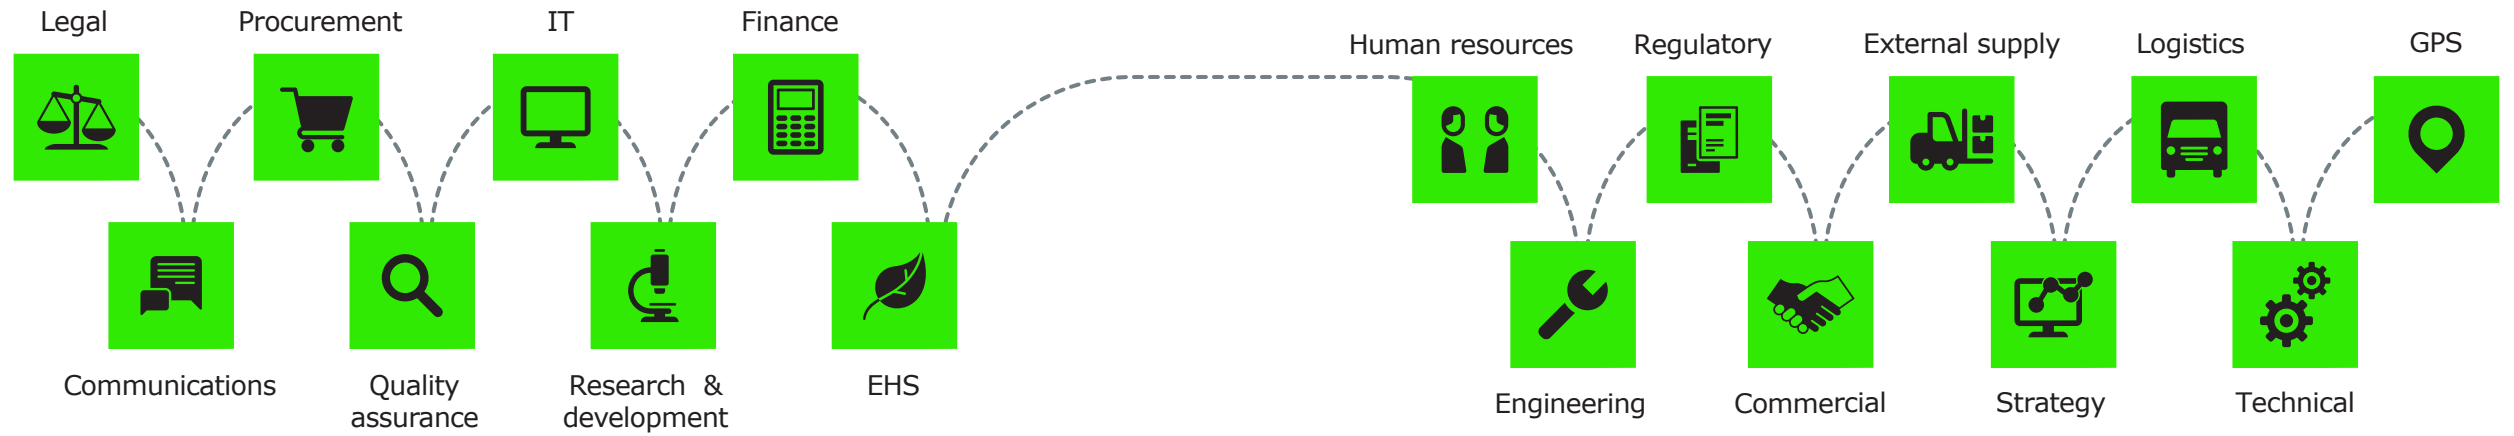 Legal
Procurement
IT
Finance
Human resources
Regulatory
External supply
Logistics
GPS
Communications
Quality
assurance
Research &
development
EHS
Engineering
Commercial
Strategy
Technical